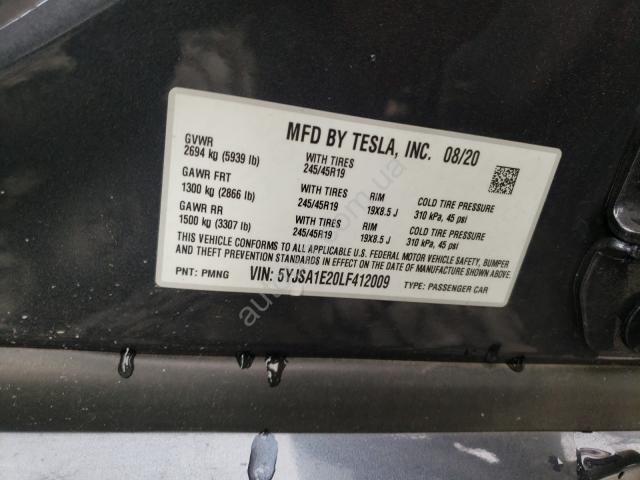 MFD BY TESLA, INC. 08/20
GVWR
2694 kg (5939 lb) WITH TIRES
245/45R19
GAWR FRT
1300 kg (2866 lb) WITH TIRES
245/45R19 RIM
19X8.5 J COLD TIRE PRESSURE
310 kPa, 45 psi
GAWR RR
1500 kg (3307 lb) WITH TIRES
245/45R19 RIM
19X8.5 J COLD TIRE PRESSURE
310 kPa, 45 psi
THIS VEHICLE CONFORMS TO ALL APPLICABLE U.S. FEDERAL MOTOR VEHICLE SAFETY, BUMPER
AND THEFT PREVENTION STANDARDS IN EFFECT ON THE DATE OF MANUFACTURE SHOWN ABOVE.
PNT: PMNG VIN: 5YJSA1E20LF412009 TYPE: PASSENGER CAR